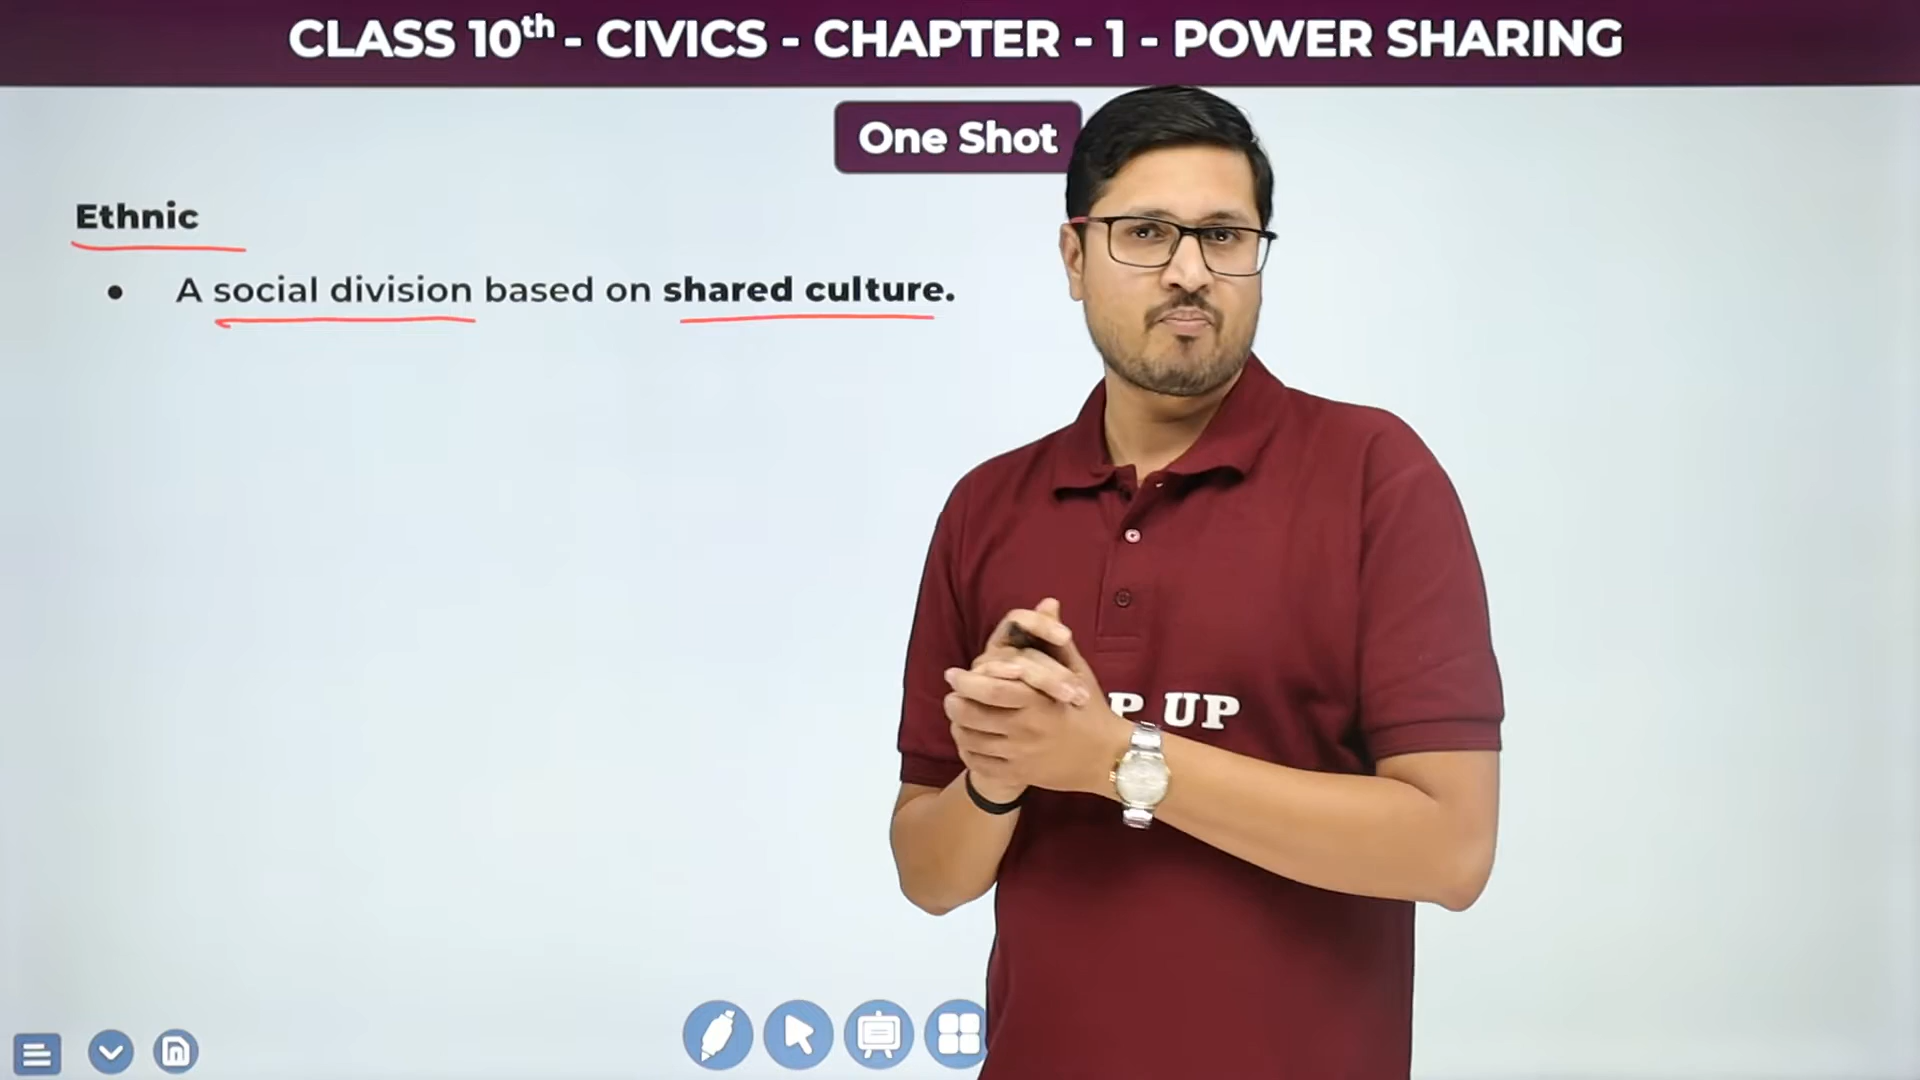 CLASS 10th - CIVICS - CHAPTER - 1 - POWER SHARING
One Shot
Ethnic
• A social division based on shared culture.
P UP